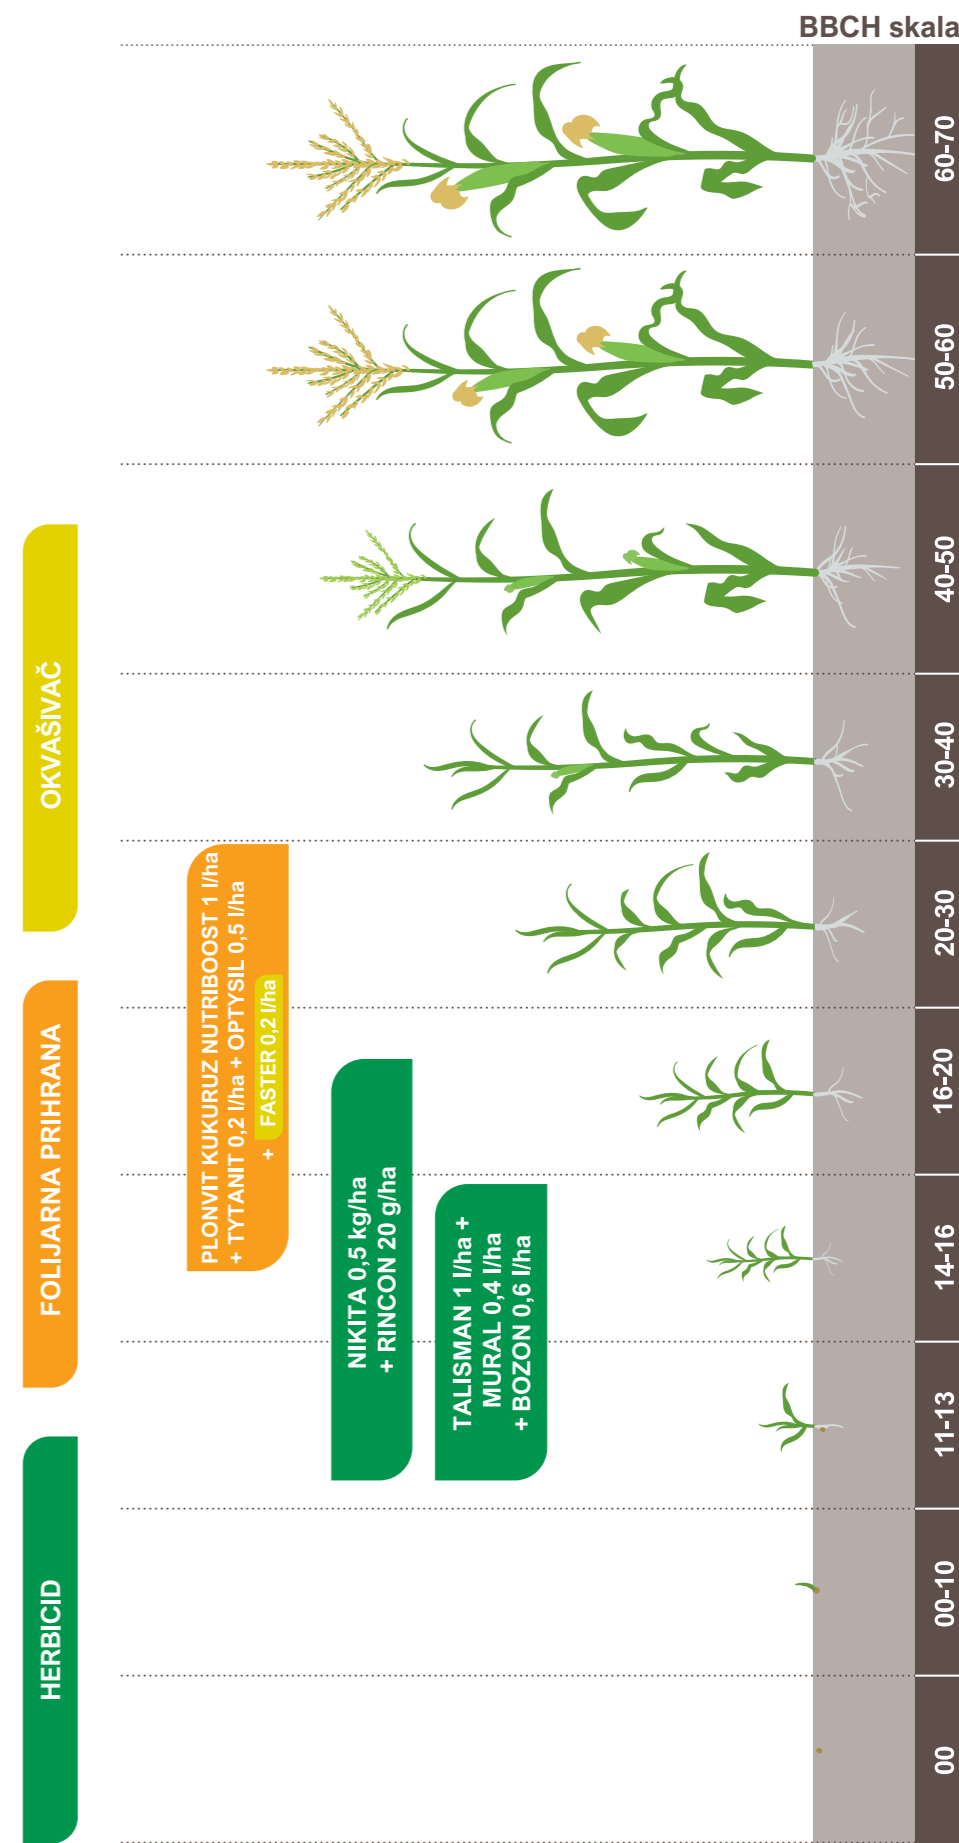 BBCH skala
60-70
50-60
40-50
30-40
20-30
16-20
14-16
11-13
00-10
00
OKVAŠIVAČ
FOLIJARNA PRIHRANA
HERBICID
PLONVIT KUKURUZ NUTRIBOOST 1 l/ha
+ TYTANIT 0,2 l/ha + OPTYSIL 0,5 l/ha
+ FASTER 0,2 l/ha
NIKITA 0,5 kg/ha
+ RINCON 20 g/ha
TALISMAN 1 l/ha +
MURAL 0,4 l/ha
+ BOZON 0,6 l/ha